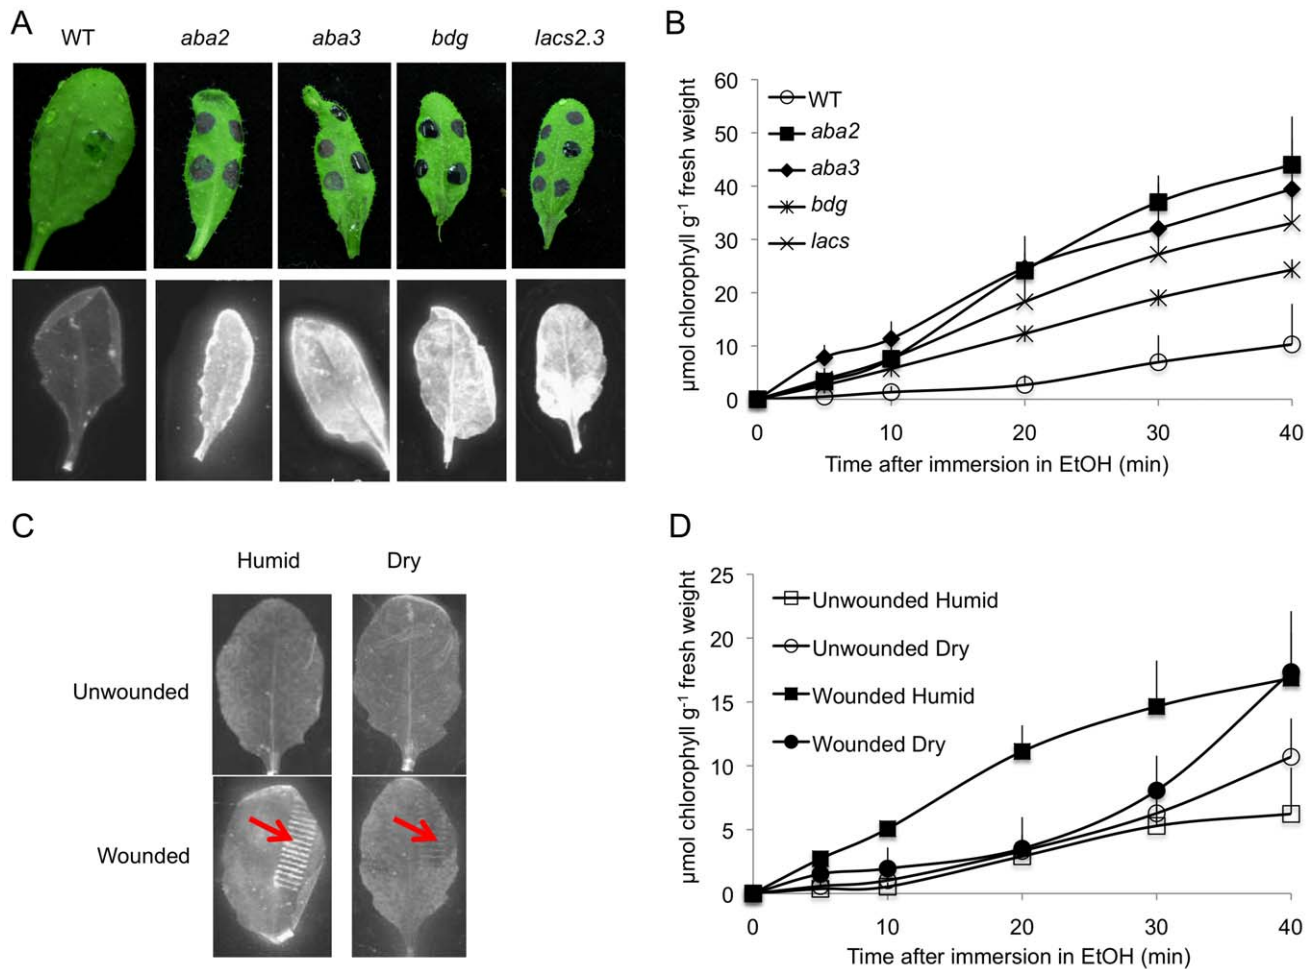 A
WT aba2 aba3 bdg lacs2.3
B
60
50
40
30
20
10
0
µmol chlorophyll g-1 fresh weight
WT
aba2
aba3
bdg
lacs
0 10 20 30 40
Time after immersion in EtOH (min)
C
Humid Dry
Unwounded
Wounded
D
25
20
15
10
5
0
µmol chlorophyll g-1 fresh weight
Unwounded Humid
Unwounded Dry
Wounded Humid
Wounded Dry
0 10 20 30 40
Time after immersion in EtOH (min)